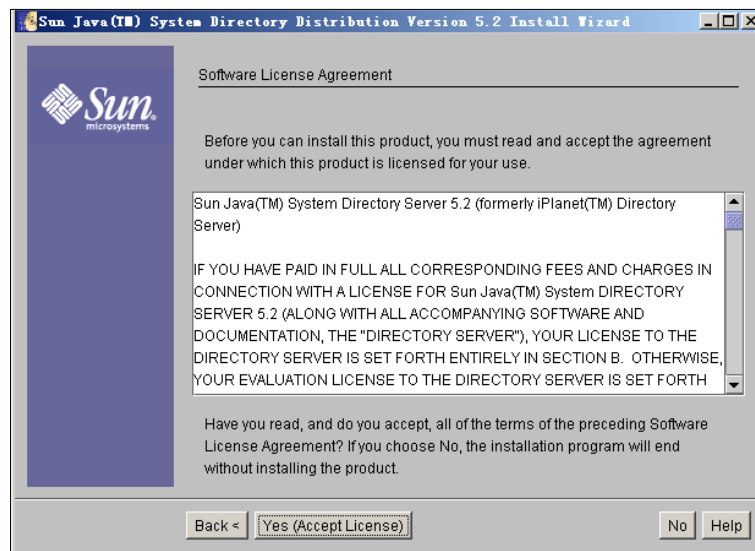 Sun Java(TM) System Directory Distribution Version 5.2 Install Wizard
Sun.
microsystems
Software License Agreement
Before you can install this product, you must read and accept the agreement
under which this product is licensed for your use.
Sun Java(TM) System Directory Server 5.2 (formerly iPlanet(TM) Directory
Server)
IF YOU HAVE PAID IN FULL ALL CORRESPONDING FEES AND CHARGES IN
CONNECTION WITH A LICENSE FOR Sun Java(TM) System DIRECTORY
SERVER 5.2 (ALONG WITH ALL ACCOMPANYING SOFTWARE AND
DOCUMENTATION, THE "DIRECTORY SERVER"), YOUR LICENSE TO THE
DIRECTORY SERVER IS SET FORTH ENTIRELY IN SECTION B.  OTHERWISE,
YOUR EVALUATION LICENSE TO THE DIRECTORY SERVER IS SET FORTH
Have you read, and do you accept, all of the terms of the preceding Software
License Agreement? If you choose No, the installation program will end
without installing the product.
Back < Yes (Accept License) No Help